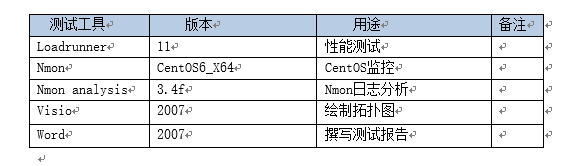 测试工具 版本 用途 备注
Loadrunner 11 性能测试
Nmon CentOS6_X64 CentOS监控
Nmon analysis 3.4f Nmon日志分析
Visio 2007 绘制拓扑图
Word 2007 撰写测试报告